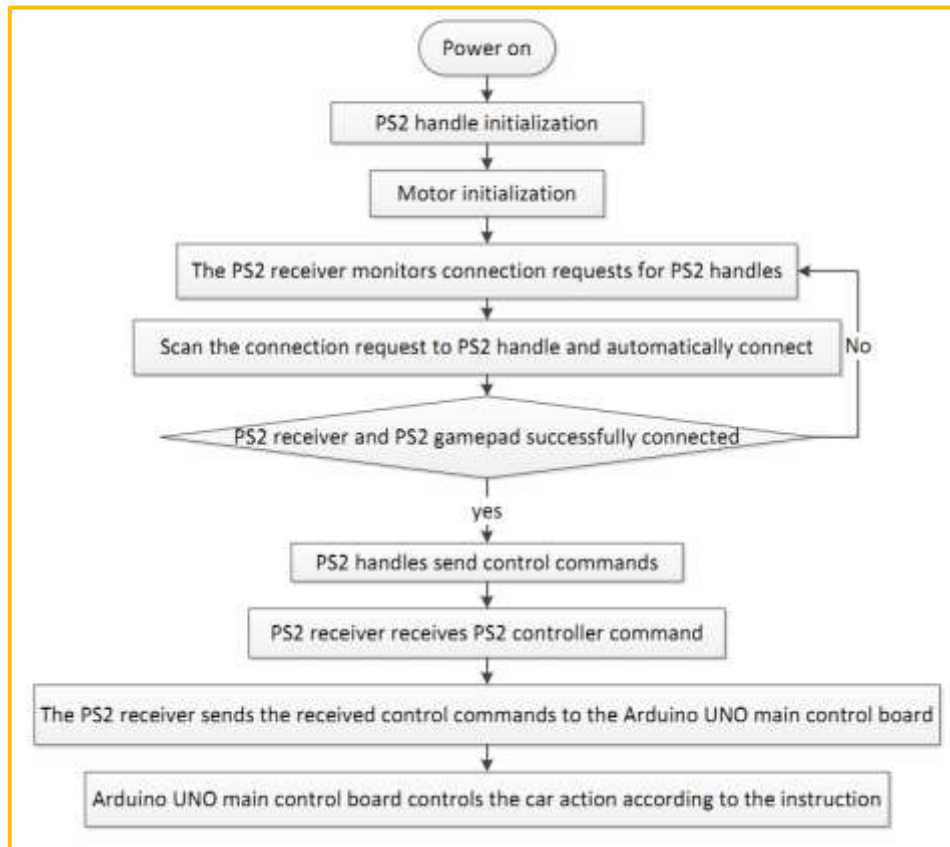 Power on
PS2 handle initialization
Motor initialization
The PS2 receiver monitors connection requests for PS2 handles
Scan the connection request to PS2 handle and automatically connect
No
PS2 receiver and PS2 gamepad successfully connected
yes
PS2 handles send control commands
PS2 receiver receives PS2 controller command
The PS2 receiver sends the received control commands to the Arduino UNO main control board
Arduino UNO main control board controls the car action according to the instruction